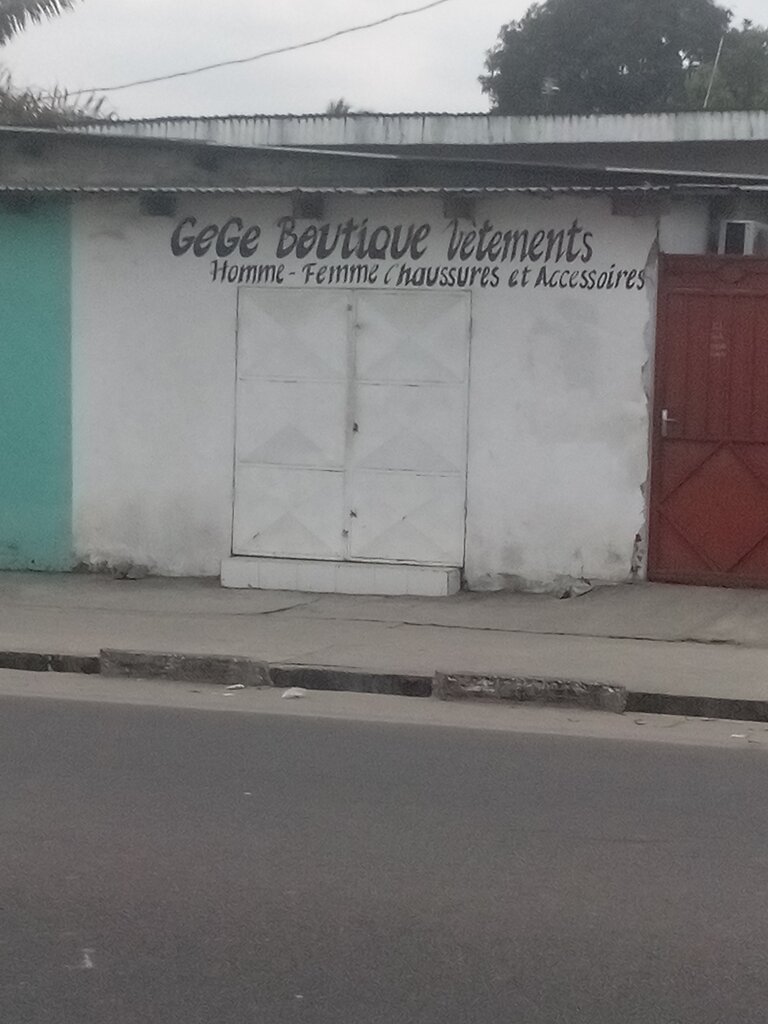 GeGe Boutique Vetements
Homme - Femme Chaussures et Accessoires